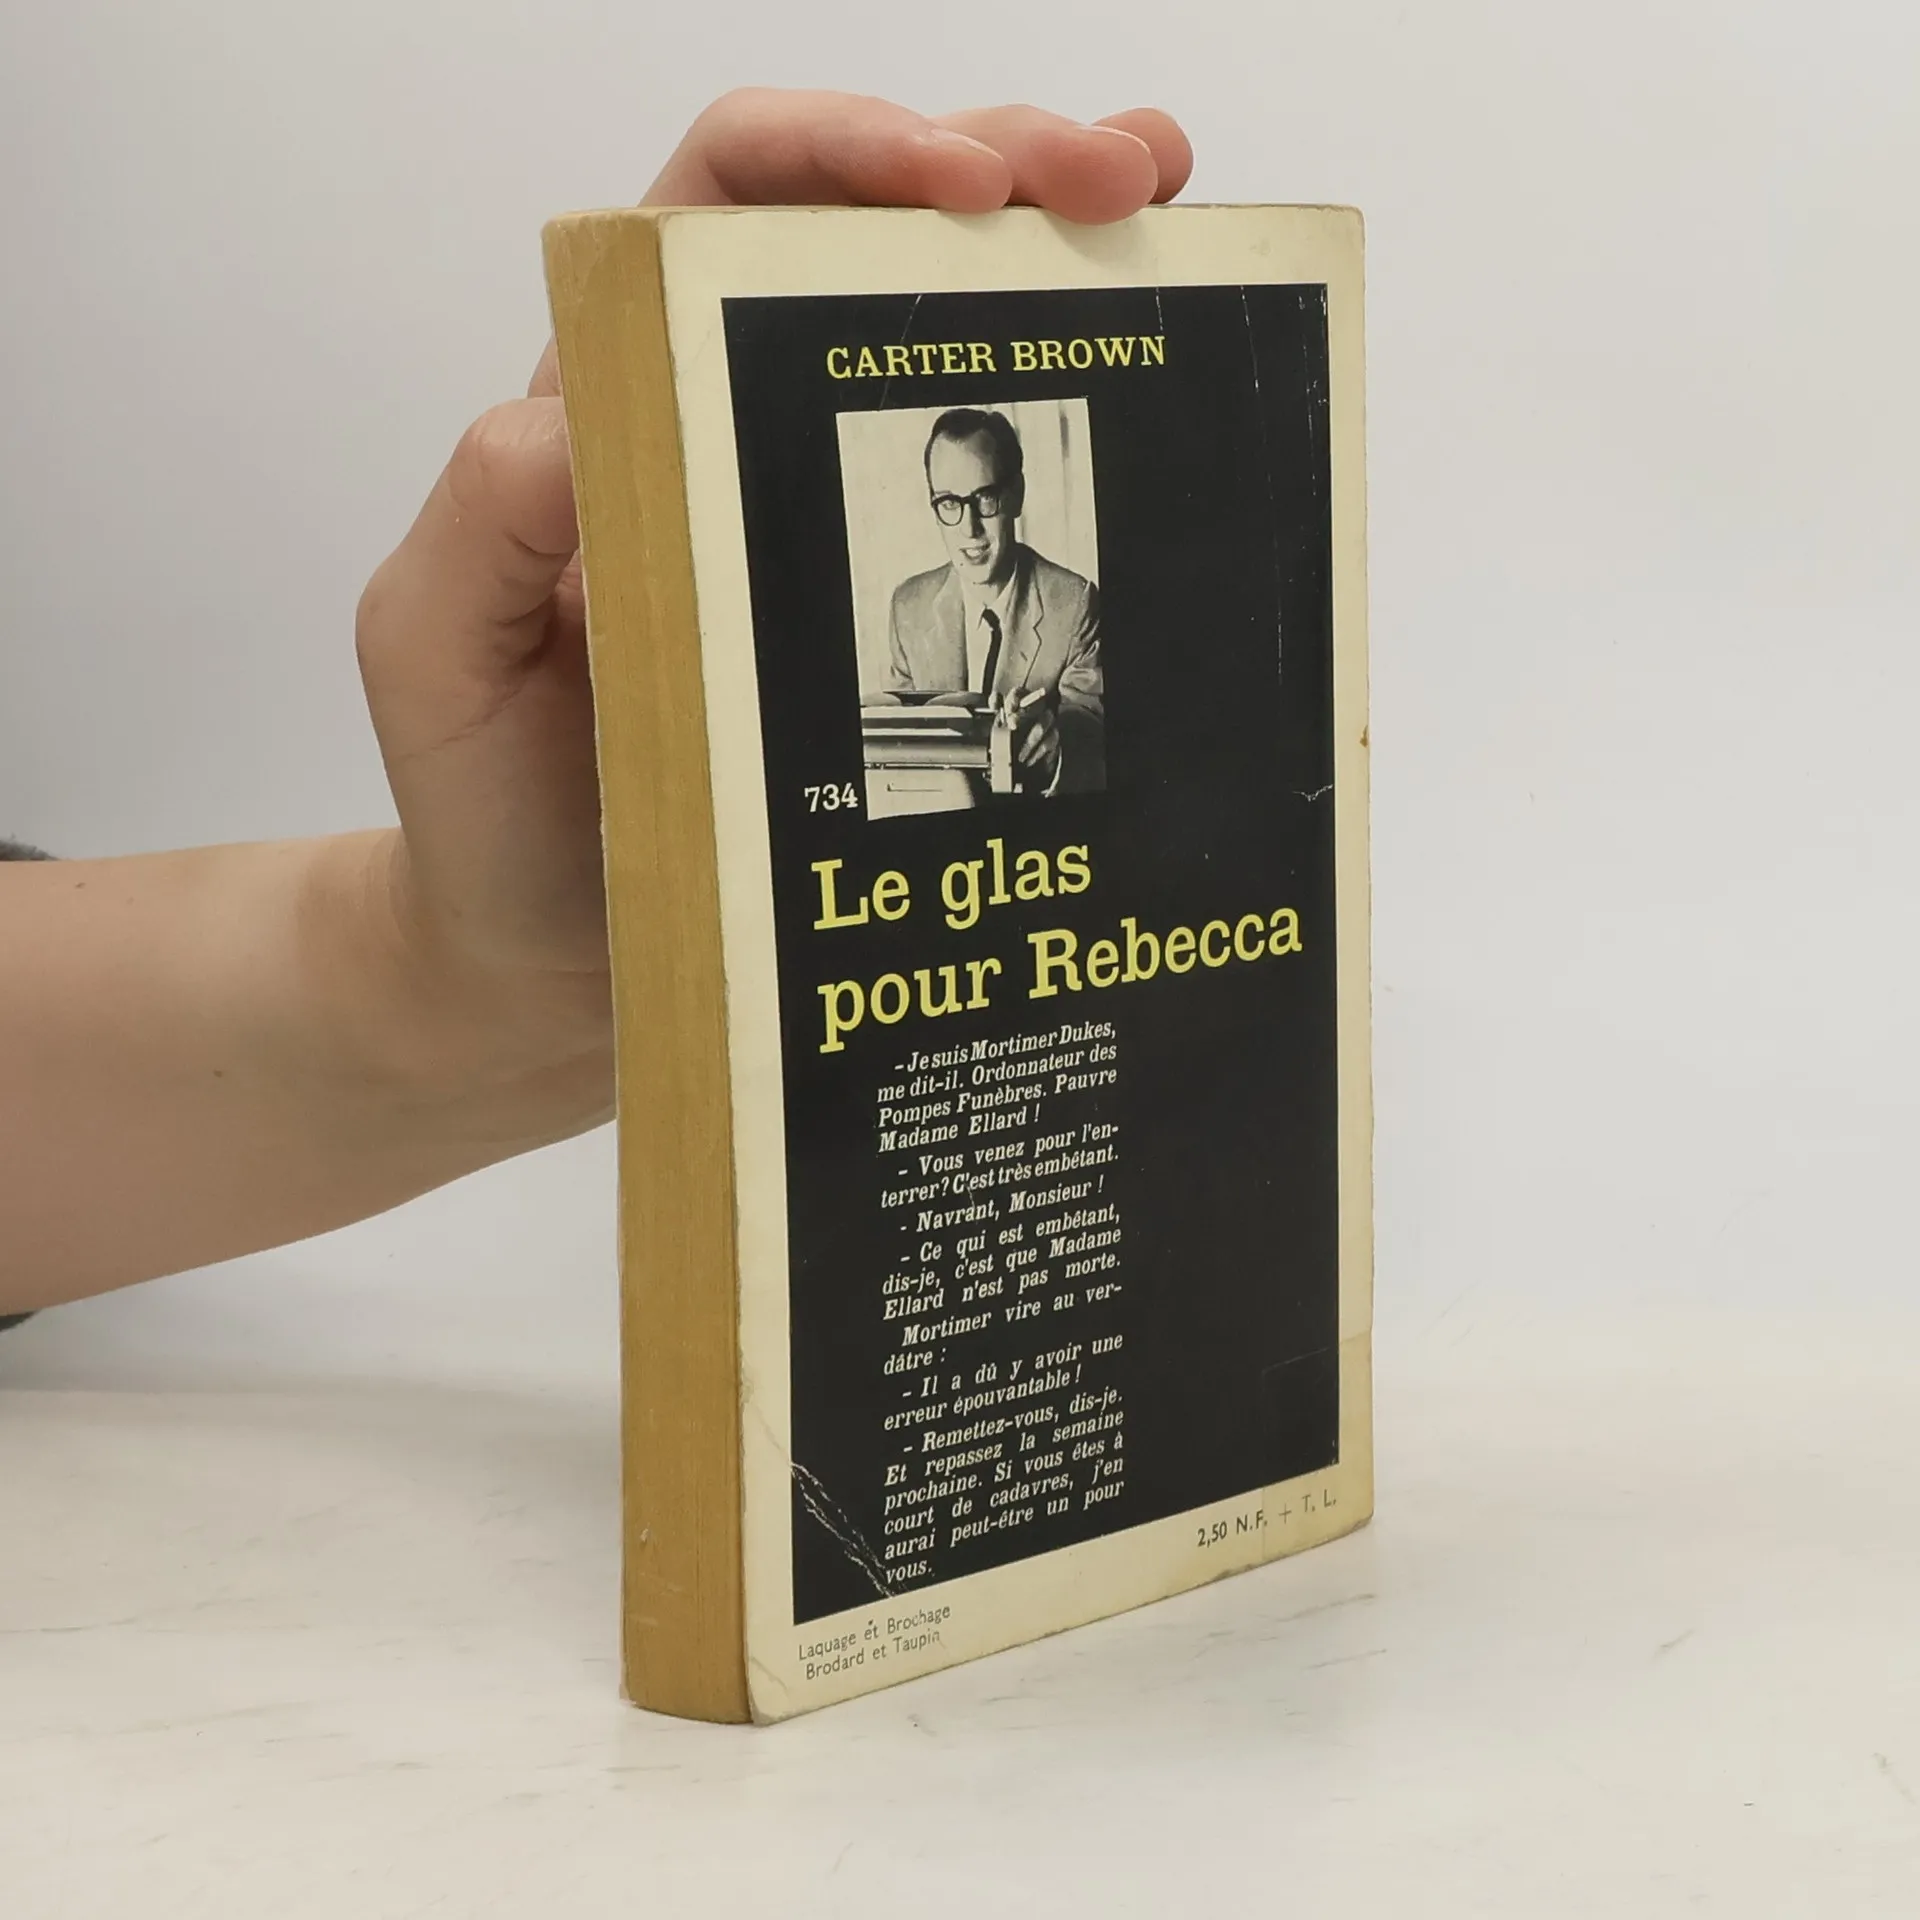 CARTER BROWN
734
Le glas
pour Rebecca
- Je suis Mortimer Dukes,
me dit-il. Ordonnateur des
Pompes Funèbres. Pauvre
Madame Ellard !
- Vous venez pour l'en-
terrer? C'est très embêtant.
- Navrant, Monsieur !
- Ce qui est embêtant,
dis-je, c'est que Madame
Ellard n'est pas morte.
Mortimer vire au ver-
dâtre :
- Il a dû y avoir une
erreur épouvantable !
- Remettez-vous, dis-je.
Et repassez la semaine
prochaine. Si vous êtes à
court de cadavres, j'en
aurai peut-être un pour
vous.
2,50 N.F. + T. L.
Laquage et Brochage
Brodard et Taupin